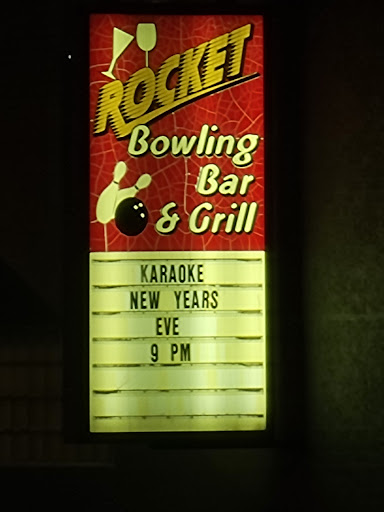 ROCKET
Bowling
Bar
& Grill
KARAOKE
NEW YEARS
EVE
9 PM